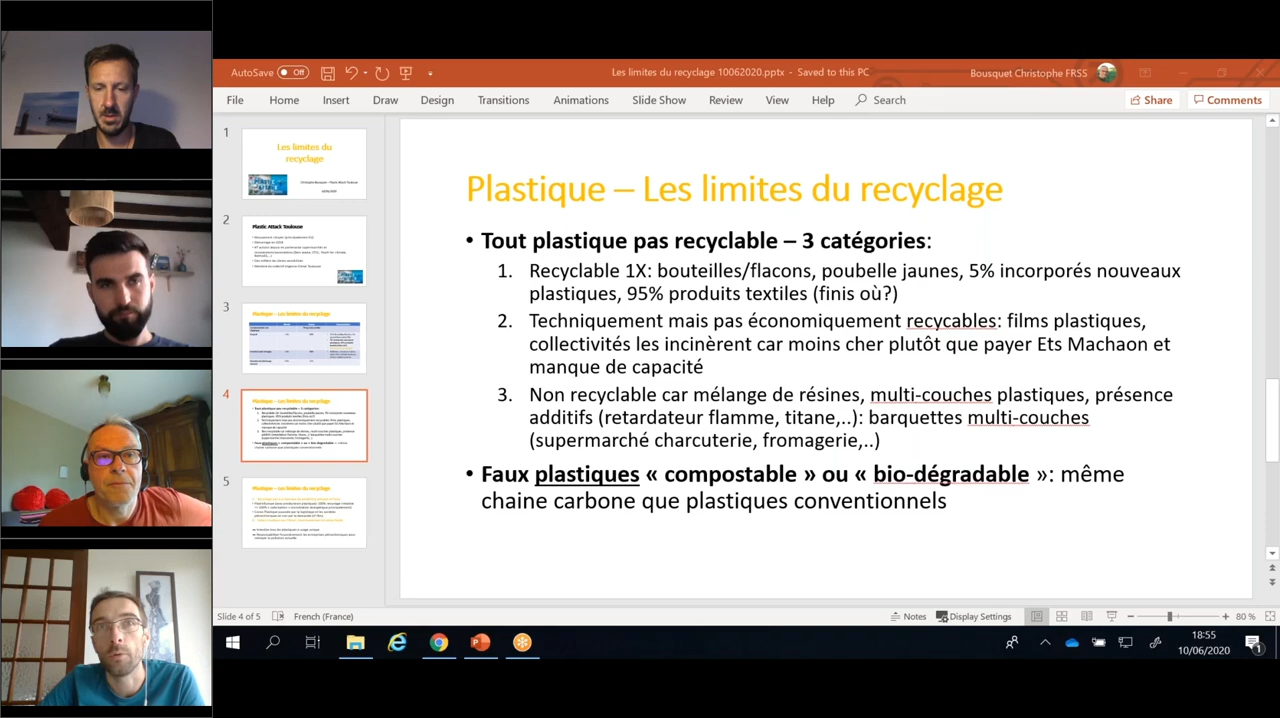 AutoSave Off
Les limites du recyclage 10062020.pptx - Saved to this PC
Bousquet Christophe FRSS
File Home Insert Draw Design Transitions Animations Slide Show Review View Help Search Share Comments
1
Les limites du
recyclage
2
Plastic Attack Toulouse
3
Plastique – Les limites du recyclage
4
Plastique – Les limites du recyclage
5
Plastique – Les limites du recyclage
Plastique – Les limites du recyclage
• Tout plastique pas recyclable – 3 catégories:
1. Recyclable 1X: bouteilles/flacons, poubelle jaunes, 5% incorporés nouveaux
plastiques, 95% produits textiles (finis où?)
2. Techniquement mais pas économiquement recycables: films plastiques,
collectivités les incinèrent car moins cher plutôt que payer Ets Machaon et
manque de capacité
3. Non recyclable car mélange de résines, multi-couches plastiques, présence
additifs (retardateur flamme, titane,..): barquettes multi-couches
(supermarché charcuterie, fromagerie,..)
• Faux plastiques « compostable » ou « bio-dégradable »: même
chaine carbone que plastiques conventionnels
Slide 4 of 5
French (France)
Notes
Display Settings
80 %
18:55
10/06/2020
1